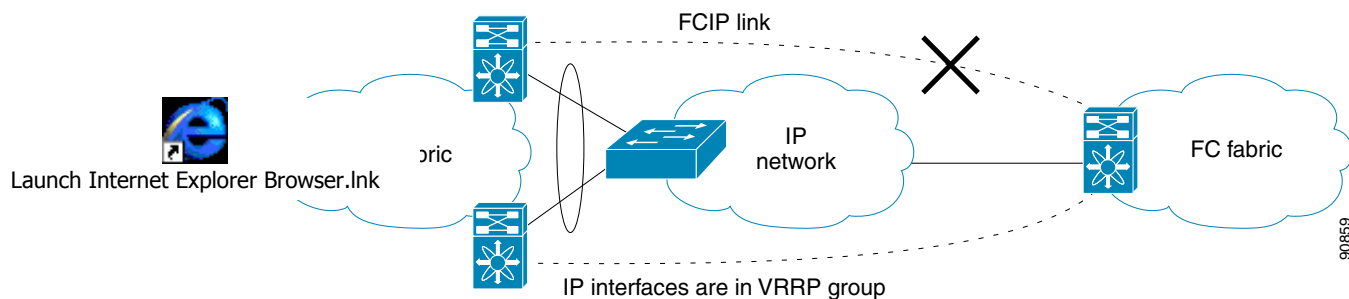 FCIP link
IP
network
FC fabric
Launch Internet Explorer Browser.lnk
IP interfaces are in VRRP group
90859